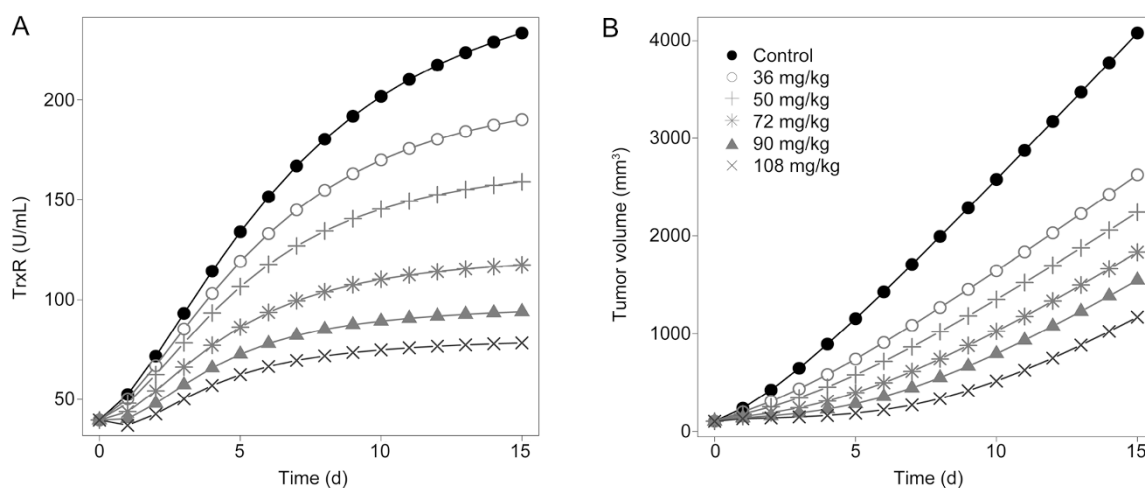 A
TrxR (U/mL)
200
150
100
50
0
5
10
15
Time (d)
B
Tumor volume (mm³)
4000
3000
2000
1000
0
Control
36 mg/kg
50 mg/kg
72 mg/kg
90 mg/kg
108 mg/kg
0
5
10
15
Time (d)